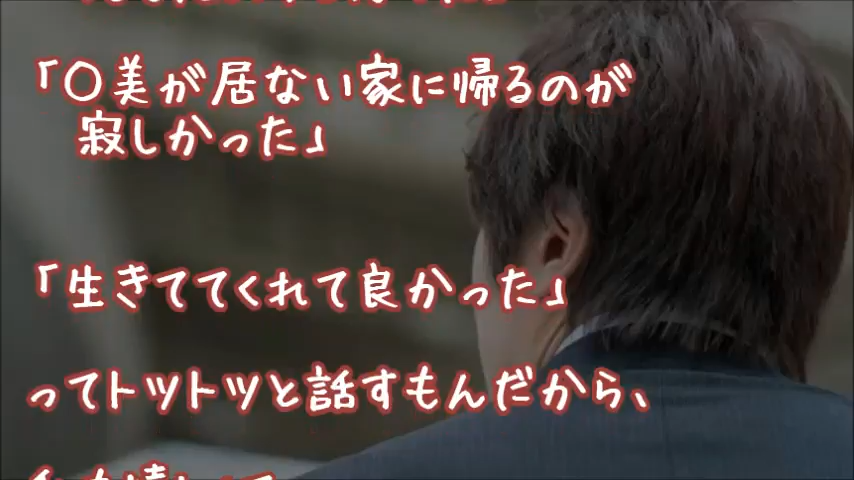 「〇美が居ない家に帰るのが
寂しかった」
「生きててくれて良かった」
ってトツトツと話すもんだから、